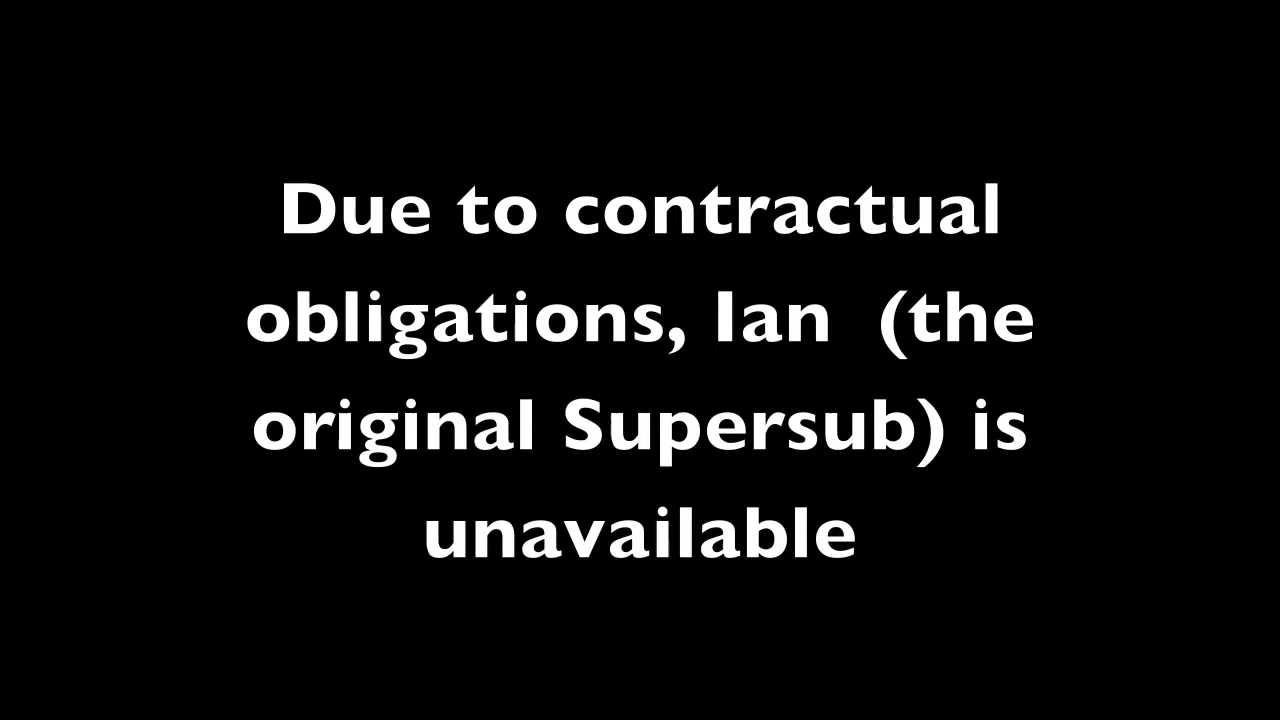 Due to contractual
obligations, Ian  (the
original Supersub) is
unavailable